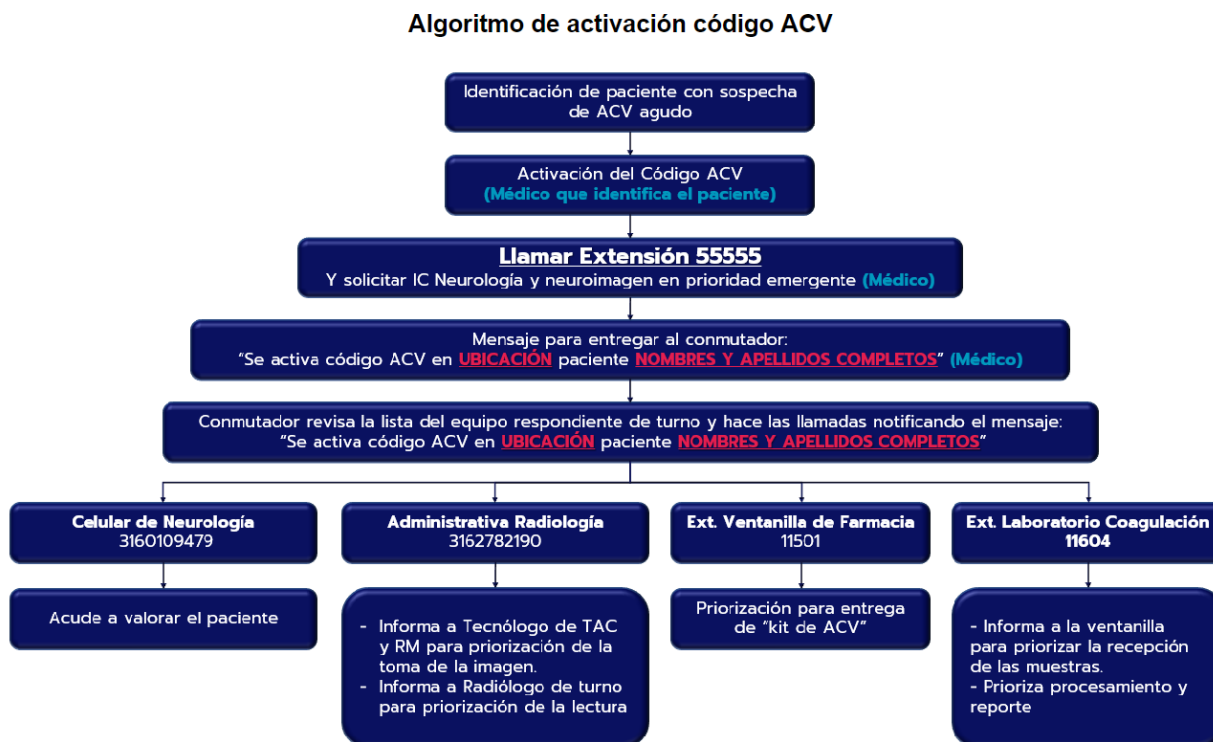 Algoritmo de activación código ACV
Identificación de paciente con sospecha
de ACV agudo
Activación del Código ACV
(Médico que identifica el paciente)
Llamar Extensión 55555
Y solicitar IC Neurología y neuroimagen en prioridad emergente (Médico)
Mensaje para entregar al conmutador:
“Se activa código ACV en UBICACIÓN paciente NOMBRES Y APELLIDOS COMPLETOS” (Médico)
Conmutador revisa la lista del equipo respondiente de turno y hace las llamadas notificando el mensaje:
“Se activa código ACV en UBICACIÓN paciente NOMBRES Y APELLIDOS COMPLETOS”
Celular de Neurología
3160109479
Acude a valorar el paciente
Administrativa Radiología
3162782190
- Informa a Tecnólogo de TAC
y RM para priorización de la
toma de la imagen.
- Informa a Radiólogo de turno
para priorización de la lectura
Ext. Ventanilla de Farmacia
11501
Priorización para entrega
de “kit de ACV”
Ext. Laboratorio Coagulación
11604
- Informa a la ventanilla
para priorizar la recepción
de las muestras.
- Prioriza procesamiento y
reporte